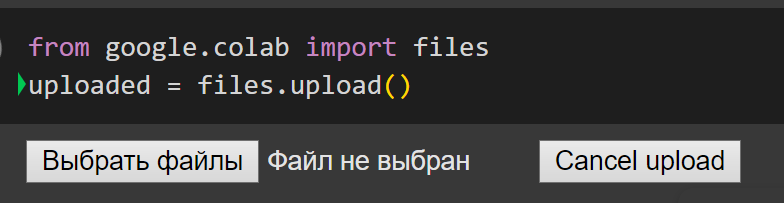 from google.colab import files
uploaded = files.upload()
Выбрать файлы Файл не выбран Cancel upload